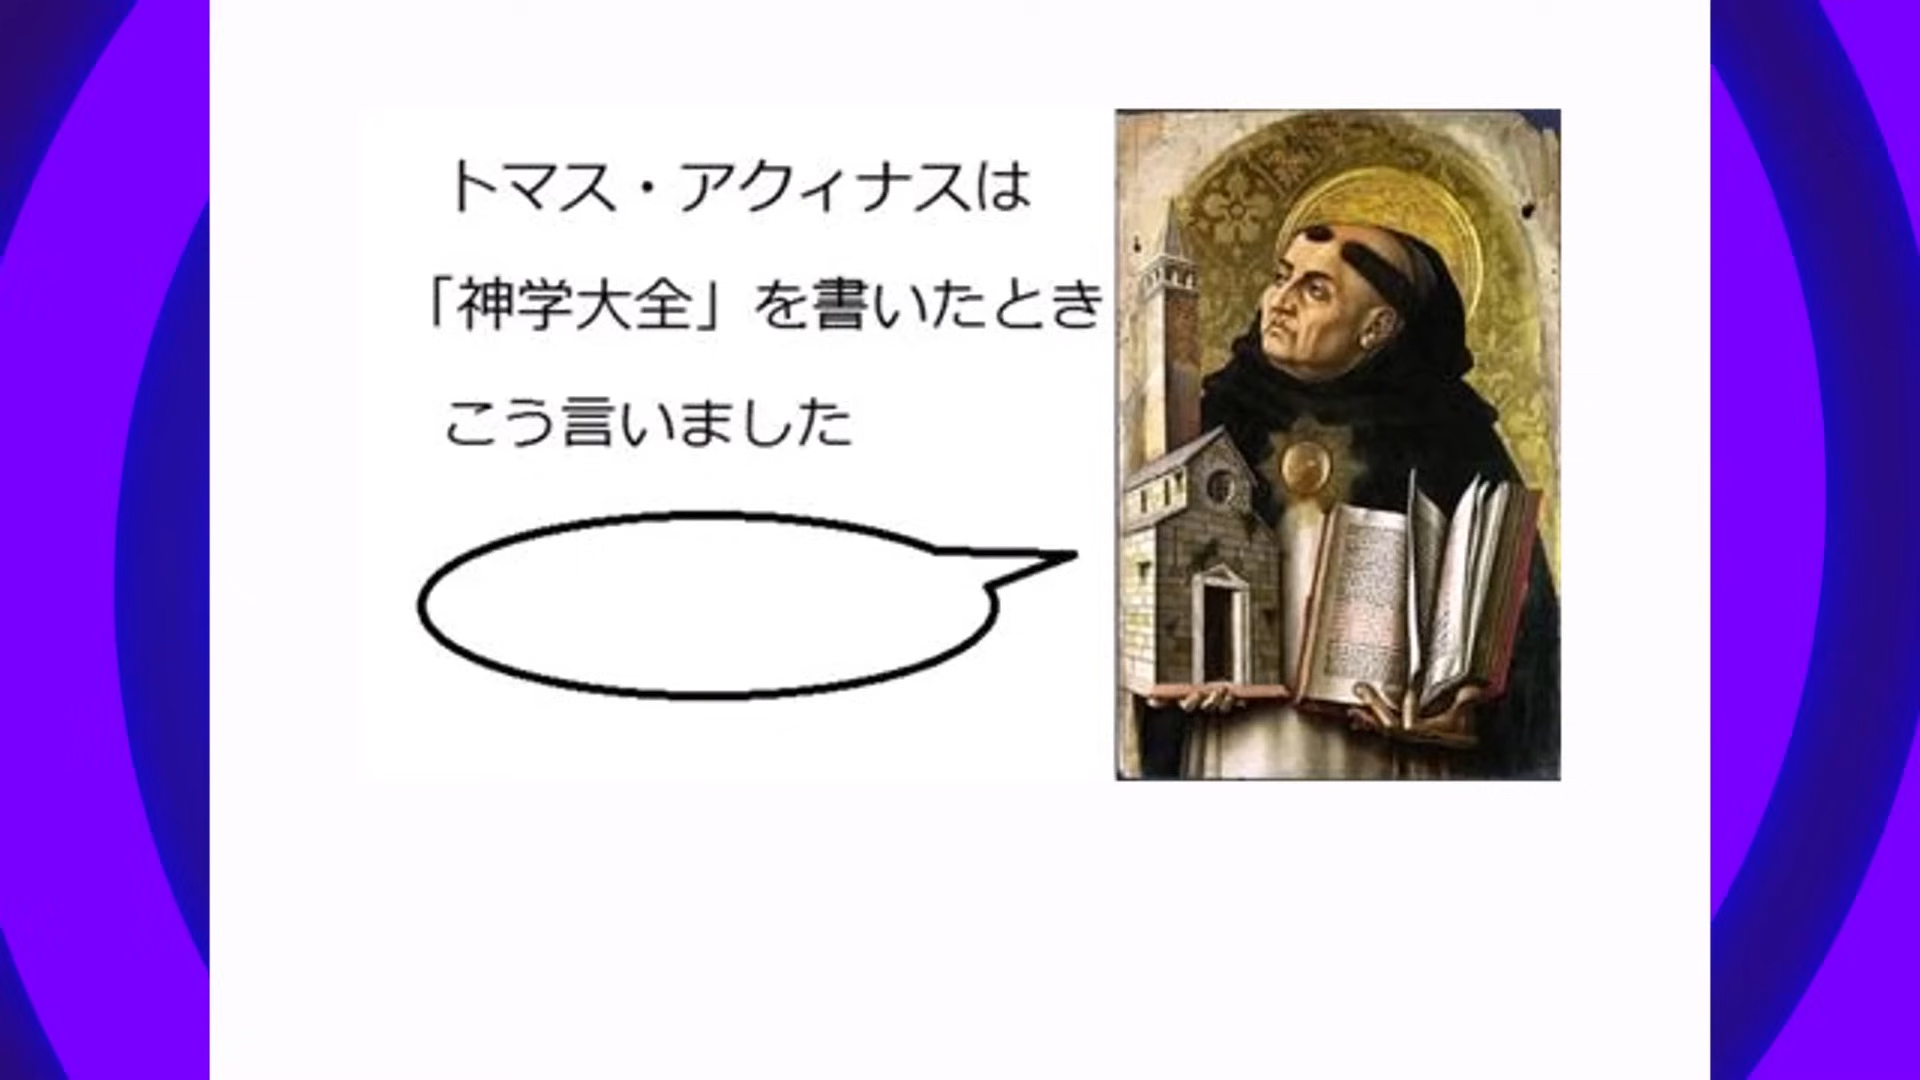 トマス・アクィナスは
「神学大全」を書いたとき
こう言いました